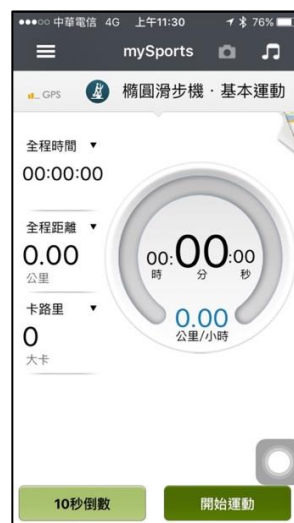 中華電信 4G 上午11:30 76%
mySports
GPS 橢圓滑步機 · 基本運動
全程時間 ▼
00:00:00
全程距離 ▼
0.00
公里
卡路里 ▼
0
大卡
00:00:00
時 分 秒
0.00
公里/小時
10秒倒數 開始運動